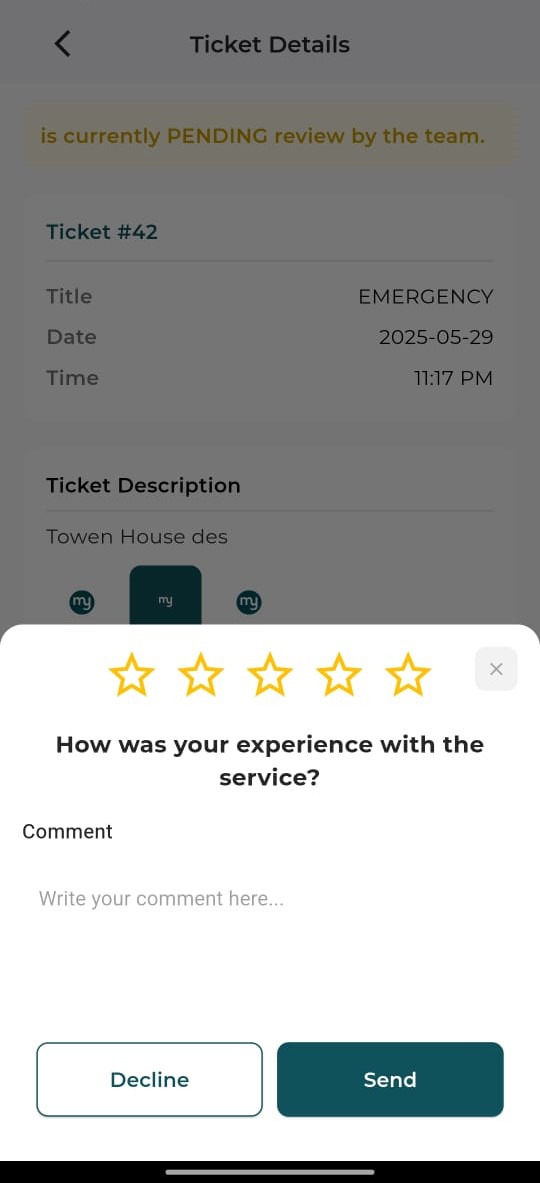 Ticket Details
is currently PENDING review by the team.
Ticket #42
Title EMERGENCY
Date 2025-05-29
Time 11:17 PM
Ticket Description
Towen House des
my my my
How was your experience with the
service?
Comment
Write your comment here...
Decline Send